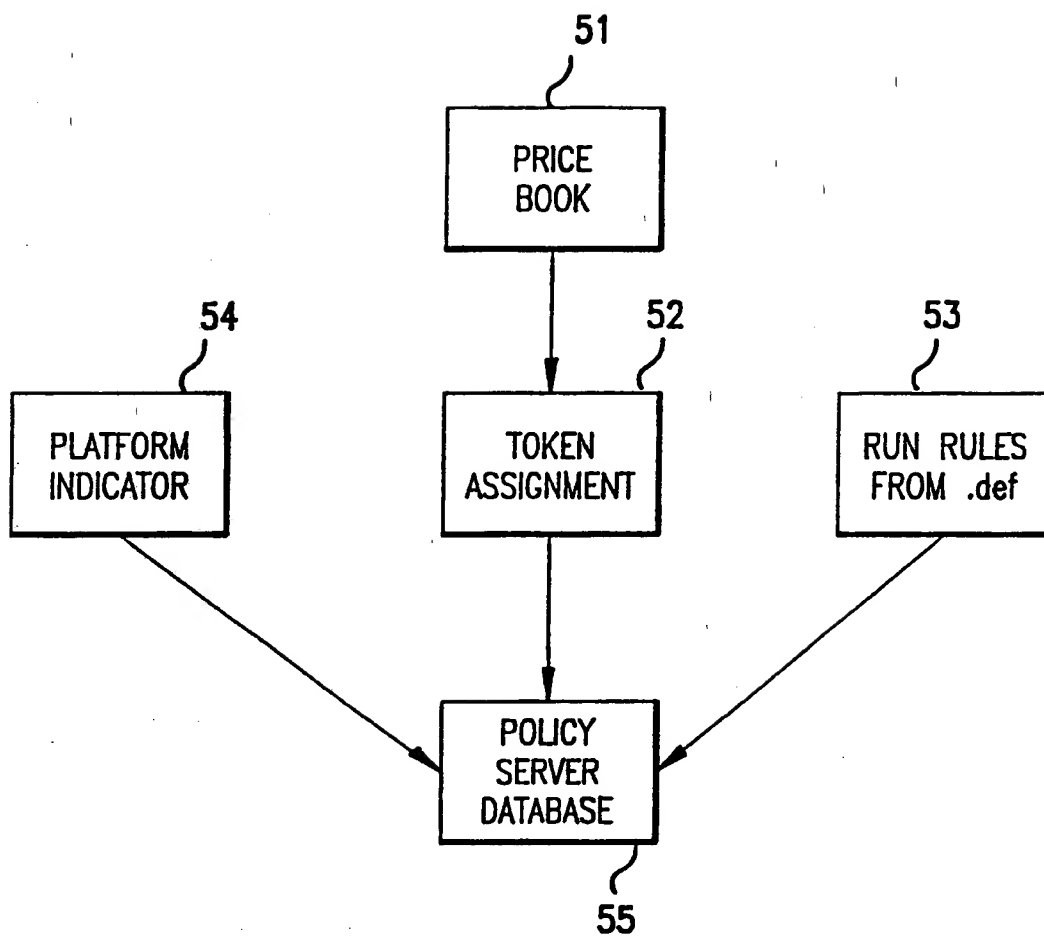 51
PRICE
BOOK
54
52
53
PLATFORM
INDICATOR
TOKEN
ASSIGNMENT
RUN RULES
FROM .def
POLICY
SERVER
DATABASE
55